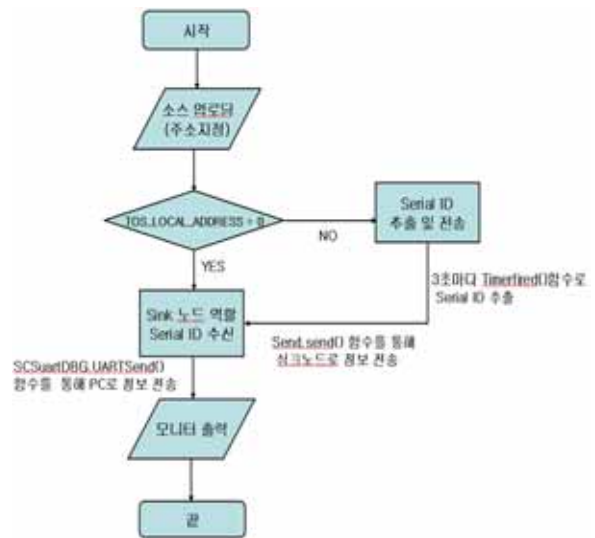 시작
소스 업로딩
(주소지정)
TOS_LOCAL_ADDRESS = 0
NO
YES
Serial ID
추출 및 전송
3초마다 Timerfired()함수로
Serial ID 추출
Sink 노드 역할
Serial ID 수신
Send.send() 함수를 통해
싱크노드로 정보 전송
SCSuartDBG.UARTSend()
함수를 통해 PC로 정보 전송
모니터 출력
끝